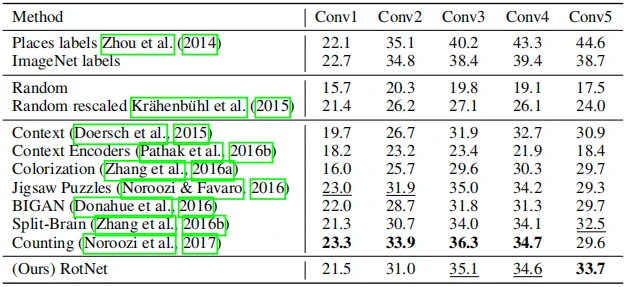 Method Conv1 Conv2 Conv3 Conv4 Conv5
Places labels Zhou et al. (2014) 22.1 35.1 40.2 43.3 44.6
ImageNet labels 22.7 34.8 38.4 39.4 38.7
Random 15.7 20.3 19.8 19.1 17.5
Random rescaled Krähenbühl et al. (2015) 21.4 26.2 27.1 26.1 24.0
Context (Doersch et al., 2015) 19.7 26.7 31.9 32.7 30.9
Context Encoders (Pathak et al., 2016b) 18.2 23.2 23.4 21.9 18.4
Colorization (Zhang et al., 2016a) 16.0 25.7 29.6 30.3 29.7
Jigsaw Puzzles (Noroozi & Favaro, 2016) 23.0 31.9 35.0 34.2 29.3
BIGAN (Donahue et al., 2016) 22.0 28.7 31.8 31.3 29.7
Split-Brain (Zhang et al., 2016b) 21.3 30.7 34.0 34.1 32.5
Counting (Noroozi et al., 2017) 23.3 33.9 36.3 34.7 29.6
(Ours) RotNet 21.5 31.0 35.1 34.6 33.7